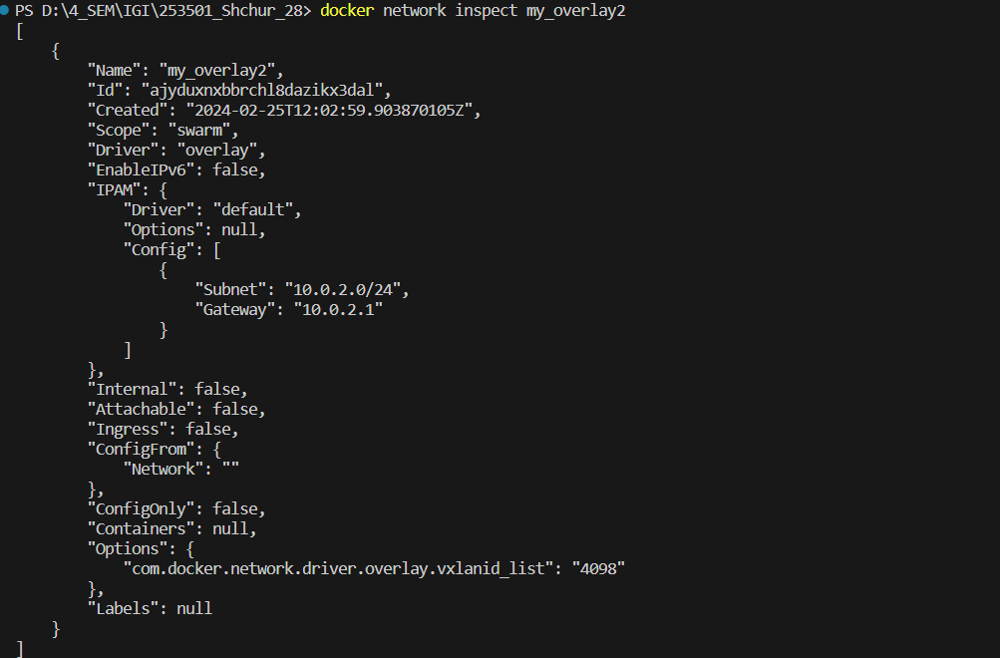 PS D:\4_SEM\IGI\253501_Shchur_28> docker network inspect my_overlay2
[
    {
        "Name": "my_overlay2",
        "Id": "ajyduxnxbbrchl8dazikx3dal",
        "Created": "2024-02-25T12:02:59.903870105Z",
        "Scope": "swarm",
        "Driver": "overlay",
        "EnableIPv6": false,
        "IPAM": {
            "Driver": "default",
            "Options": null,
            "Config": [
                {
                    "Subnet": "10.0.2.0/24",
                    "Gateway": "10.0.2.1"
                }
            ]
        },
        "Internal": false,
        "Attachable": false,
        "Ingress": false,
        "ConfigFrom": {
            "Network": ""
        },
        "ConfigOnly": false,
        "Containers": null,
        "Options": {
            "com.docker.network.driver.overlay.vxlanid_list": "4098"
        },
        "Labels": null
    }
]